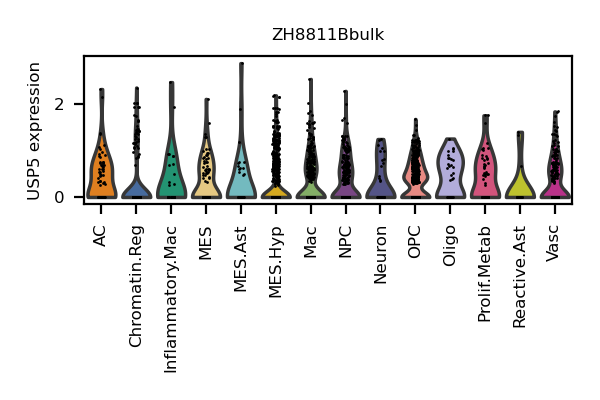 ZH8811Bbulk
USP5 expression
2
0
AC
Chromatin.Reg
Inflammatory.Mac
MES
MES.Ast
MES.Hyp
Mac
NPC
Neuron
OPC
Oligo
Prolif.Metab
Reactive.Ast
Vasc